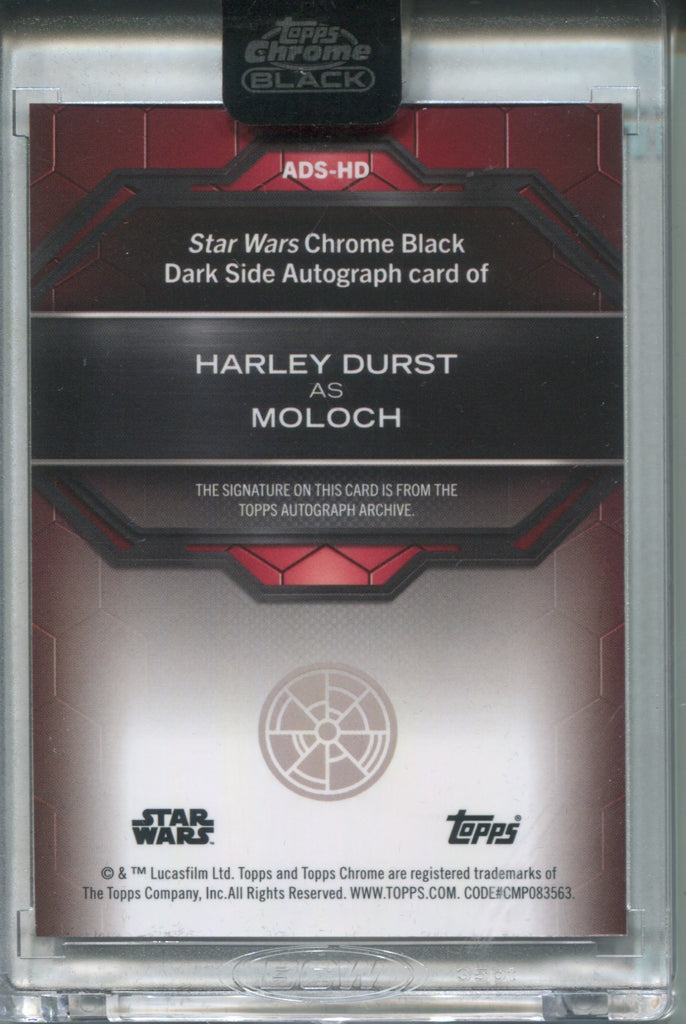 Topps
Chrome
BLACK
ADS-HD
Star Wars Chrome Black
Dark Side Autograph card of
HARLEY DURST
AS
MOLOCH
THE SIGNATURE ON THIS CARD IS FROM THE
TOPPS AUTOGRAPH ARCHIVE.
STAR
WARS
Topps®
© & ™ Lucasfilm Ltd. Topps and Topps Chrome are registered trademarks of
The Topps Company, Inc.All Rights Reserved. WWW.TOPPS.COM. CODE#CMP083563.